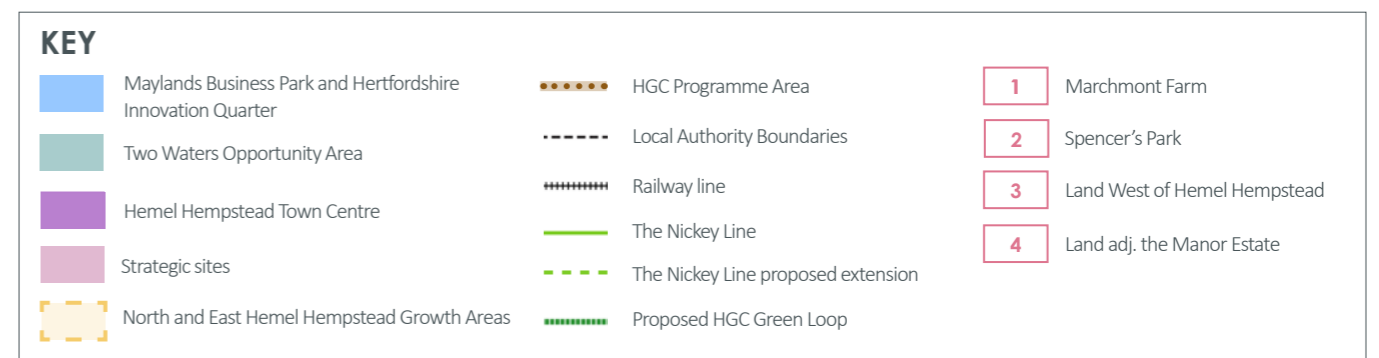 KEY
Maylands Business Park and Hertfordshire
Innovation Quarter
Two Waters Opportunity Area
Hemel Hempstead Town Centre
Strategic sites
North and East Hemel Hempstead Growth Areas
HGC Programme Area
Local Authority Boundaries
Railway line
The Nickey Line
The Nickey Line proposed extension
Proposed HGC Green Loop
1 Marchmont Farm
2 Spencer’s Park
3 Land West of Hemel Hempstead
4 Land adj. the Manor Estate